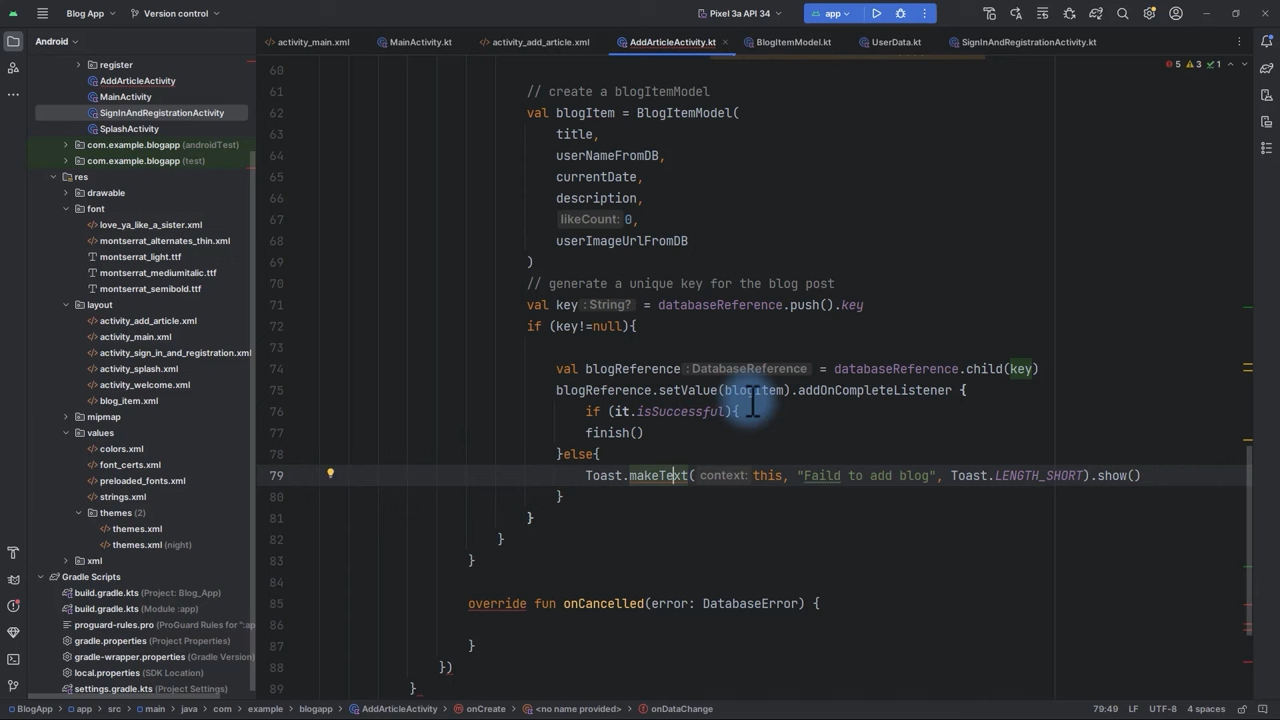 Blog App
Version control
Pixel 3a API 34
app
Android
activity_main.xml
MainActivity.kt
activity_add_article.xml
AddArticleActivity.kt
BlogItemModel.kt
UserData.kt
SignInAndRegistrationActivity.kt
5 3 1
register
AddArticleActivity
MainActivity
SignInAndRegistrationActivity
SplashActivity
com.example.blogapp (androidTest)
com.example.blogapp (test)
res
drawable
font
love_ya_like_a_sister.xml
montserrat_alternates_thin.xml
montserrat_light.ttf
montserrat_mediumitalic.ttf
montserrat_semibold.ttf
layout
activity_add_article.xml
activity_main.xml
activity_sign_in_and_registration.xml
activity_splash.xml
activity_welcome.xml
blog_item.xml
mipmap
values
colors.xml
font_certs.xml
preloaded_fonts.xml
strings.xml
themes (2)
themes.xml
themes.xml (night)
xml
Gradle Scripts
build.gradle.kts (Project: Blog_App)
build.gradle.kts (Module :app)
proguard-rules.pro (ProGuard Rules for ":ap
gradle.properties (Project Properties)
gradle-wrapper.properties (Gradle Version)
local.properties (SDK Location)
settings.gradle.kts (Project Settings)
60
61 // create a blogItemModel
62 val blogItem = BlogItemModel(
63 title,
64 userNameFromDB,
65 currentDate,
66 description,
67 likeCount: 0,
68 userImageUrlFromDB
69 )
70 // generate a unique key for the blog post
71 val key : String? = databaseReference.push().key
72 if (key!=null){
73
74 val blogReference : DatabaseReference = databaseReference.child(key)
75 blogReference.setValue(blogItem).addOnCompleteListener {
76 if (it.isSuccessful){
77 finish()
78 }else{
79 Toast.makeText( context: this, "Faild to add blog", Toast.LENGTH_SHORT).show()
80 }
81 }
82 }
83 }
84
85 override fun onCancelled(error: DatabaseError) {
86
87 }
88 })
89 }
BlogApp
app
src
main
java
com
example
blogapp
AddArticleActivity
onCreate
<no name provided>
onDataChange
79:49 LF UTF-8 4 spaces